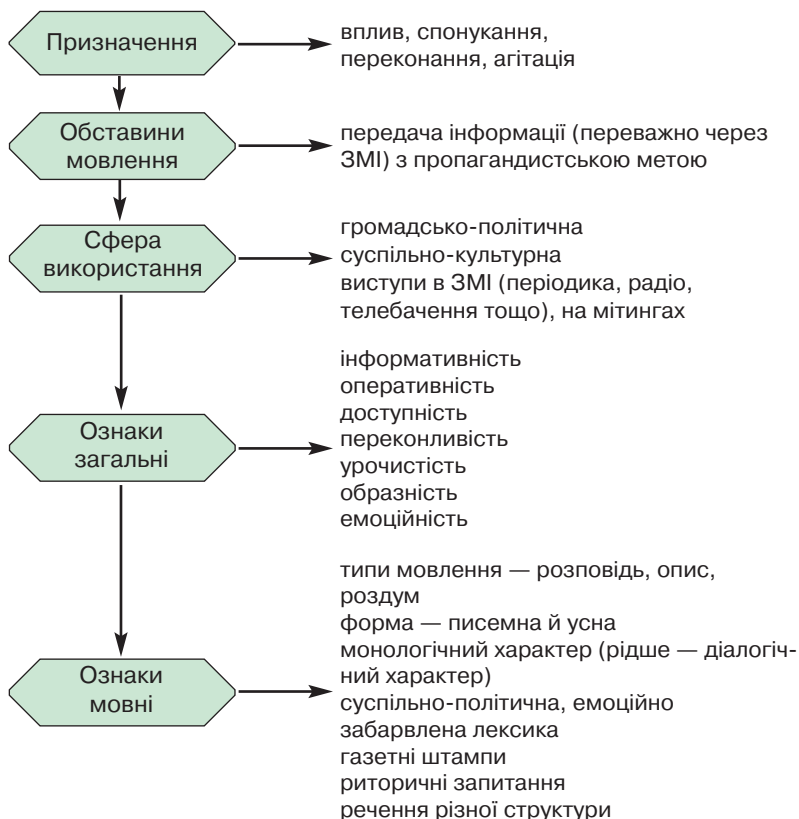 Призначення
вплив, спонукання,
переконання, агітація
Обставини
мовлення
передача інформації (переважно через
ЗМІ) з пропагандистською метою
Сфера
використання
громадсько-політична
суспільно-культурна
виступи в ЗМІ (періодика, радіо,
телебачення тощо), на мітингах
Ознаки
загальні
інформативність
оперативність
доступність
переконливість
урочистість
образність
емоційність
Ознаки
мовні
типи мовлення — розповідь, опис,
роздум
форма — писемна й усна
монологічний характер (рідше — діалогіч-
ний характер)
суспільно-політична, емоційно
забарвлена лексика
газетні штампи
риторичні запитання
речення різної структури